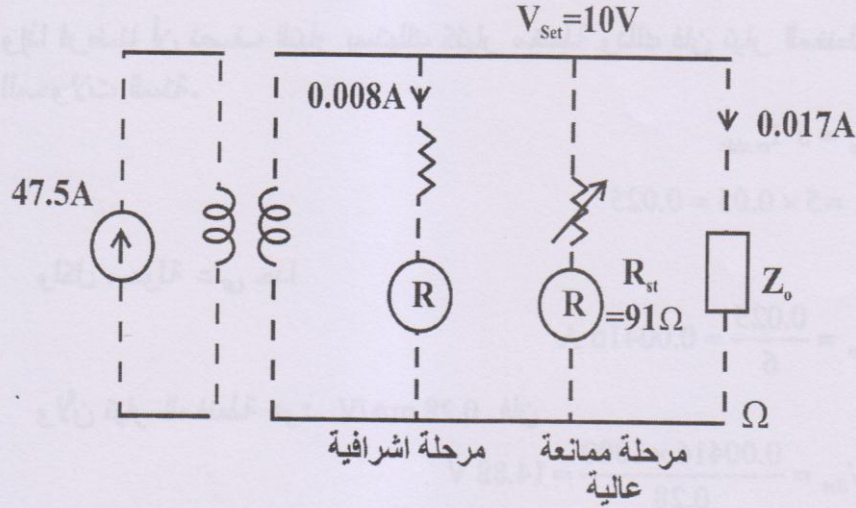 V_Set=10V
0.008A
0.017A
47.5A
R
R
R_st
=91Ω
Z_o
Ω
مرحلة اشرافية
مرحلة ممانعة
عالية